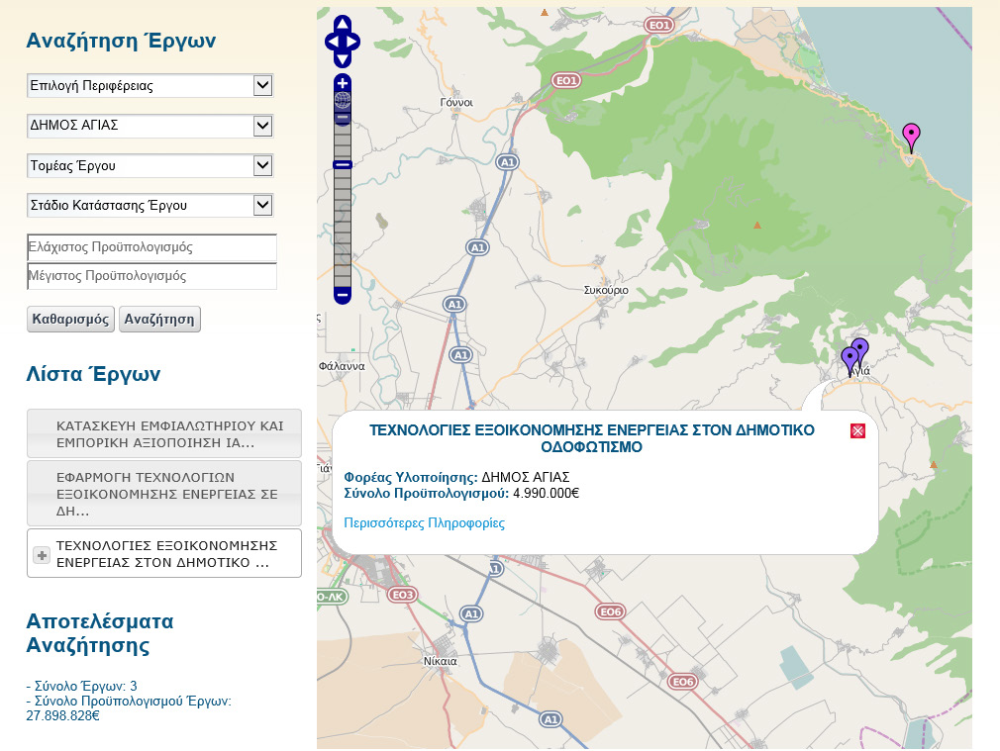 Αναζήτηση Έργων
Επιλογή Περιφέρειας
ΔΗΜΟΣ ΑΓΙΑΣ
Τομέας Έργου
Στάδιο Κατάστασης Έργου
Ελάχιστος Προϋπολογισμός
Μέγιστος Προϋπολογισμός
Καθαρισμός Αναζήτηση
Λίστα Έργων
ΚΑΤΑΣΚΕΥΗ ΕΜΦΙΑΛΩΤΗΡΙΟΥ ΚΑΙ
ΕΜΠΟΡΙΚΗ ΑΞΙΟΠΟΙΗΣΗ ΙΑ...
ΕΦΑΡΜΟΓΗ ΤΕΧΝΟΛΟΓΙΩΝ
ΕΞΟΙΚΟΝΟΜΗΣΗΣ ΕΝΕΡΓΕΙΑΣ ΣΕ
ΔΗ...
ΤΕΧΝΟΛΟΓΙΕΣ ΕΞΟΙΚΟΝΟΜΗΣΗΣ
ΕΝΕΡΓΕΙΑΣ ΣΤΟΝ ΔΗΜΟΤΙΚΟ ...
Αποτελέσματα
Αναζήτησης
- Σύνολο Έργων: 3
- Σύνολο Προϋπολογισμού Έργων:
27.898.828€
ΕΟ1
ΕΟ1
Γόννοι
Α1
Α1
Συκούριο
Α1
Α1
Φάλαννα
Αγιά
ΤΕΧΝΟΛΟΓΙΕΣ ΕΞΟΙΚΟΝΟΜΗΣΗΣ ΕΝΕΡΓΕΙΑΣ ΣΤΟΝ ΔΗΜΟΤΙΚΟ
ΟΔΟΦΩΤΙΣΜΟ
Φορέας Υλοποίησης: ΔΗΜΟΣ ΑΓΙΑΣ
Σύνολο Προϋπολογισμού: 4.990.000€
Περισσότερες Πληροφορίες
Ο-ΛΚ
ΕΟ3
Α1
ΕΟ6
Νίκαια
ΕΟ6
Α1